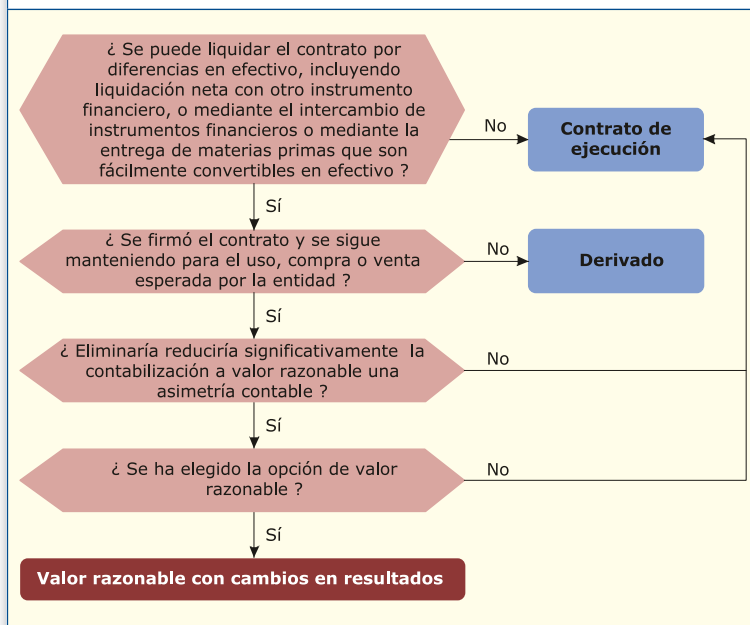 ¿ Se puede liquidar el contrato por
diferencias en efectivo, incluyendo
liquidación neta con otro instrumento
financiero, o mediante el intercambio de
instrumentos financieros o mediante la
entrega de materias primas que son
fácilmente convertibles en efectivo ?
No
Contrato de
ejecución
Sí
¿ Se firmó el contrato y se sigue
manteniendo para el uso, compra o venta
esperada por la entidad ?
No
Derivado
Sí
¿ Eliminaría reduciría significativamente la
contabilización a valor razonable una
asimetría contable ?
No
Sí
¿ Se ha elegido la opción de valor
razonable ?
No
Sí
Valor razonable con cambios en resultados